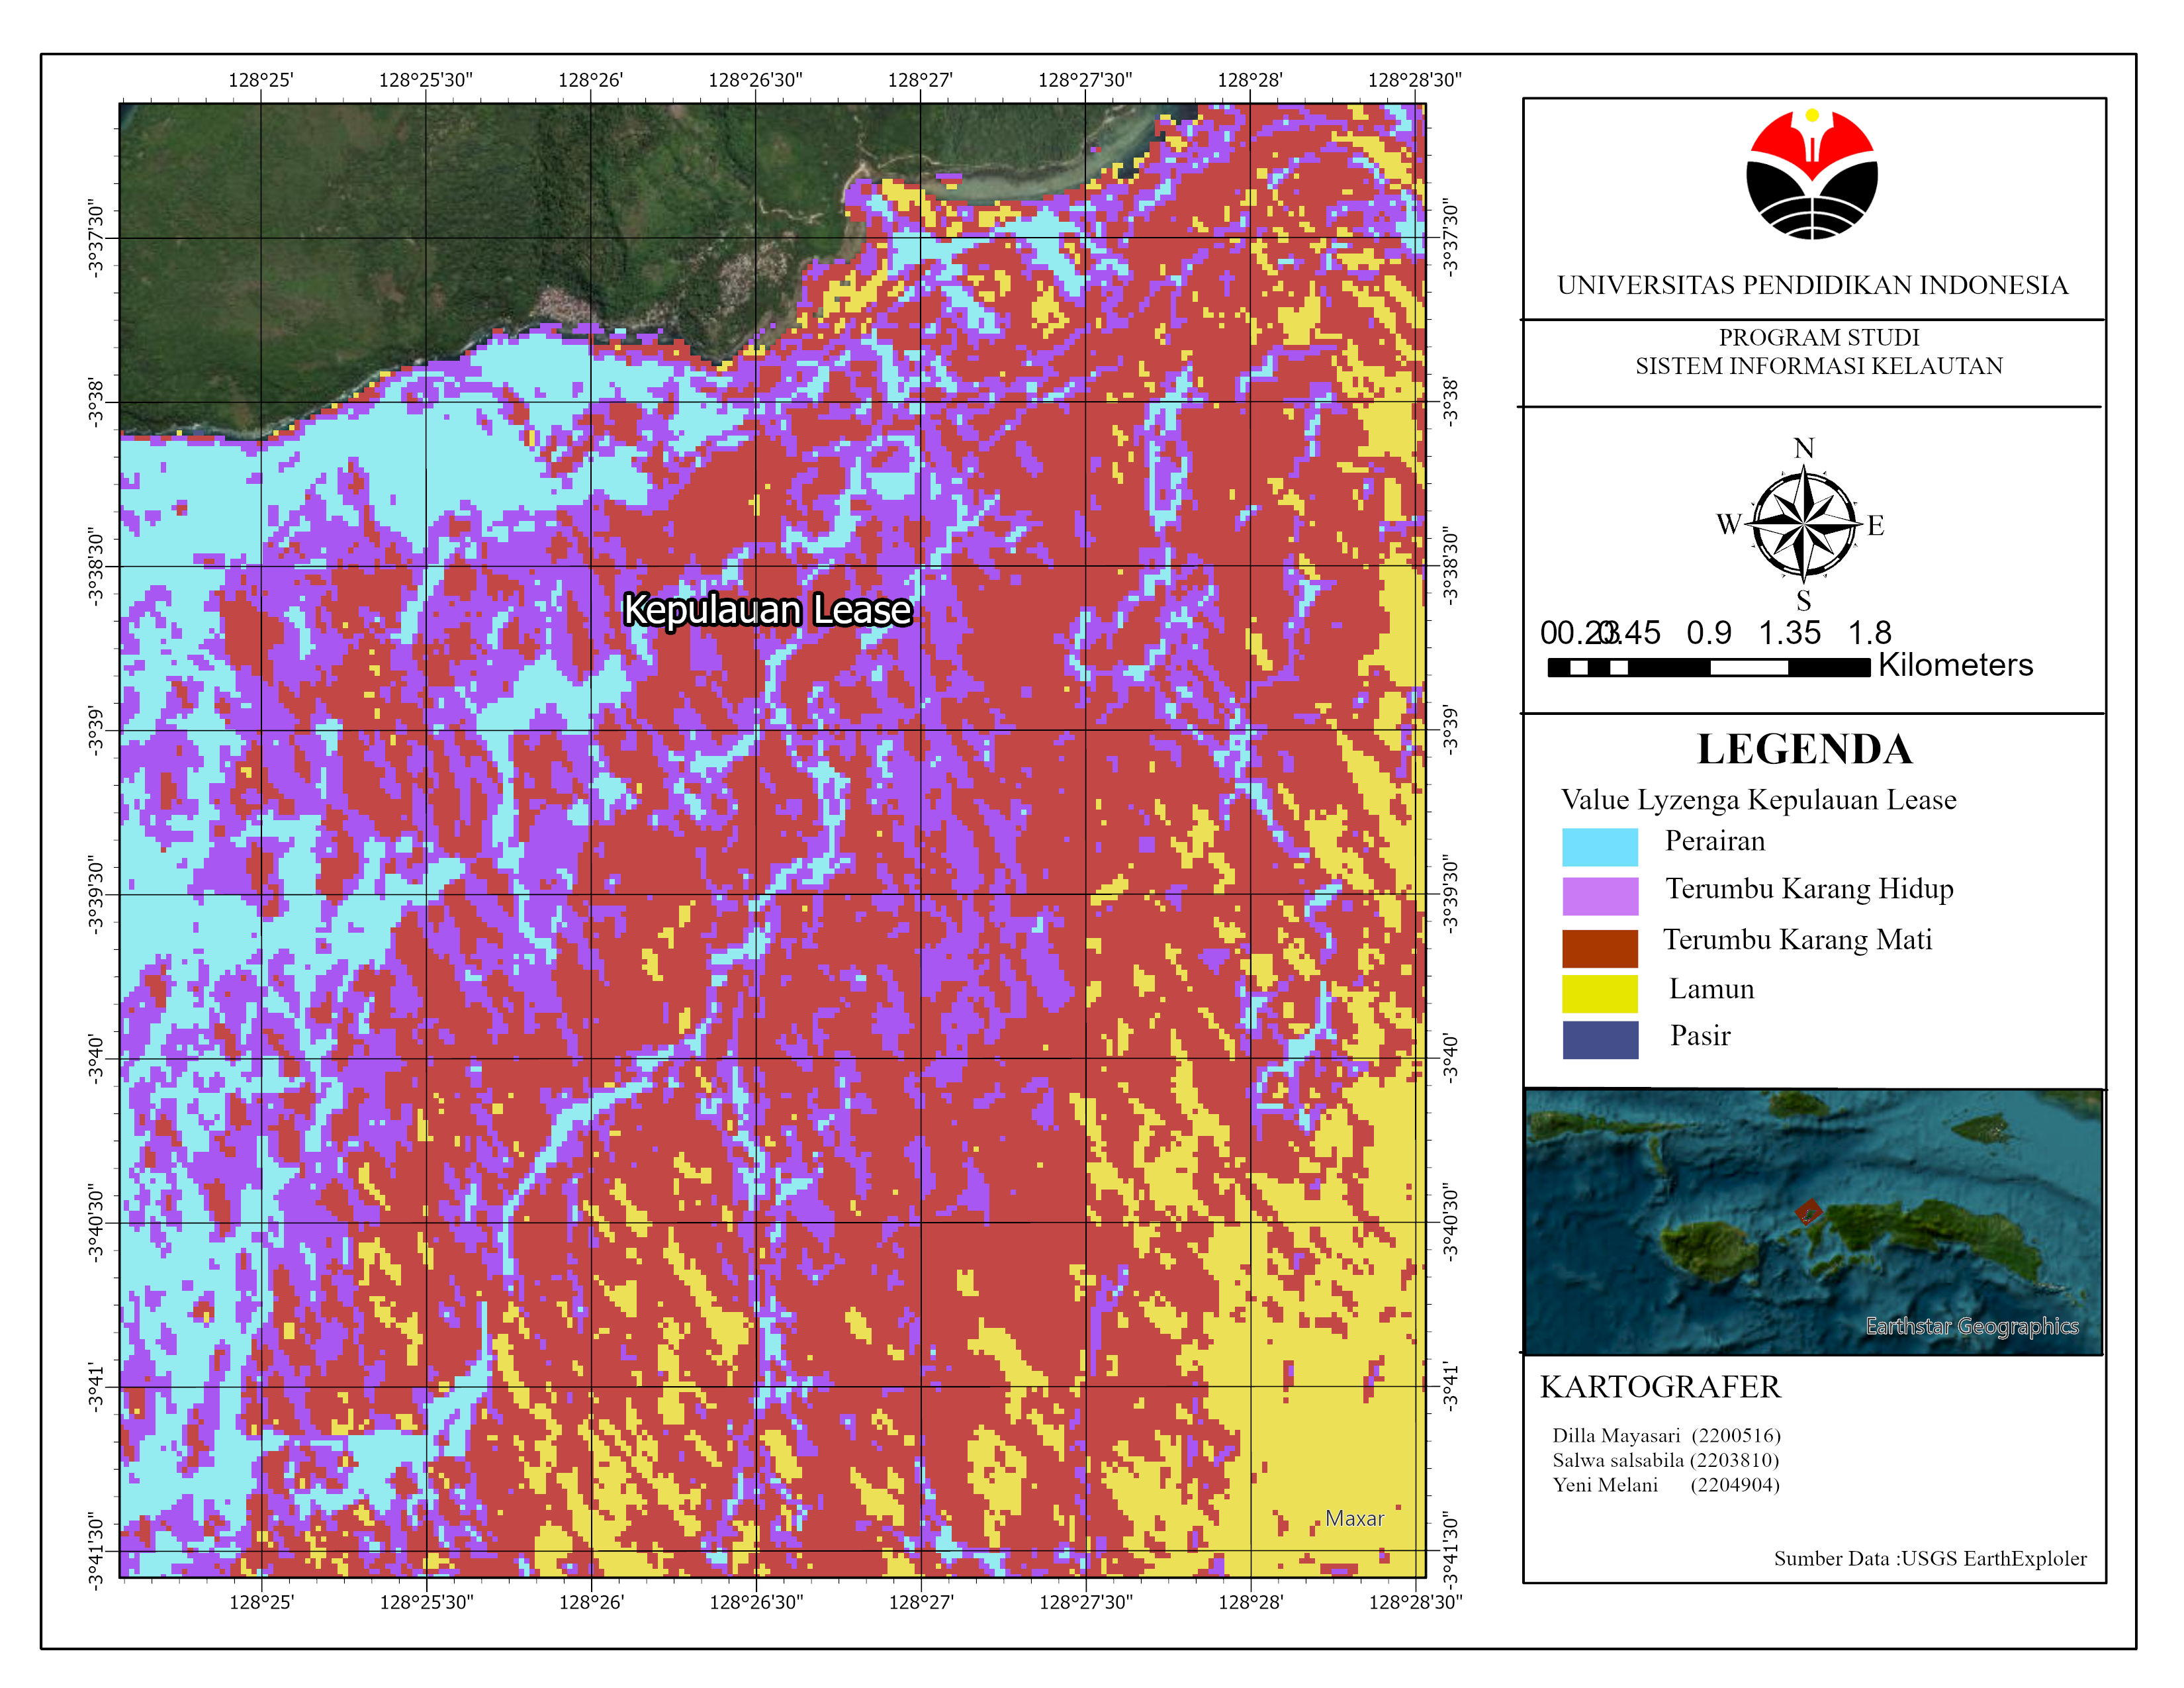 128°25' 128°25'30" 128°26' 128°26'30" 128°27' 128°27'30" 128°28' 128°28'30"
-3°37'30" -3°37'30"
-3°38' -3°38'
-3°38'30" -3°38'30"
-3°39' -3°39'
-3°39'30" -3°39'30"
-3°40' -3°40'
-3°40'30" -3°40'30"
-3°41' -3°41'
-3°41'30" -3°41'30"
Kepulauan Lease
Maxar
128°25' 128°25'30" 128°26' 128°26'30" 128°27' 128°27'30" 128°28' 128°28'30"
UNIVERSITAS PENDIDIKAN INDONESIA
PROGRAM STUDI
SISTEM INFORMASI KELAUTAN
N
W E
S
0 0.23 0.45 0.9 1.35 1.8
Kilometers
LEGENDA
Value Lyzenga Kepulauan Lease
Perairan
Terumbu Karang Hidup
Terumbu Karang Mati
Lamun
Pasir
Earthstar Geographics
KARTOGRAFER
Dilla Mayasari (2200516)
Salwa salsabila (2203810)
Yeni Melani (2204904)
Sumber Data :USGS EarthExploler